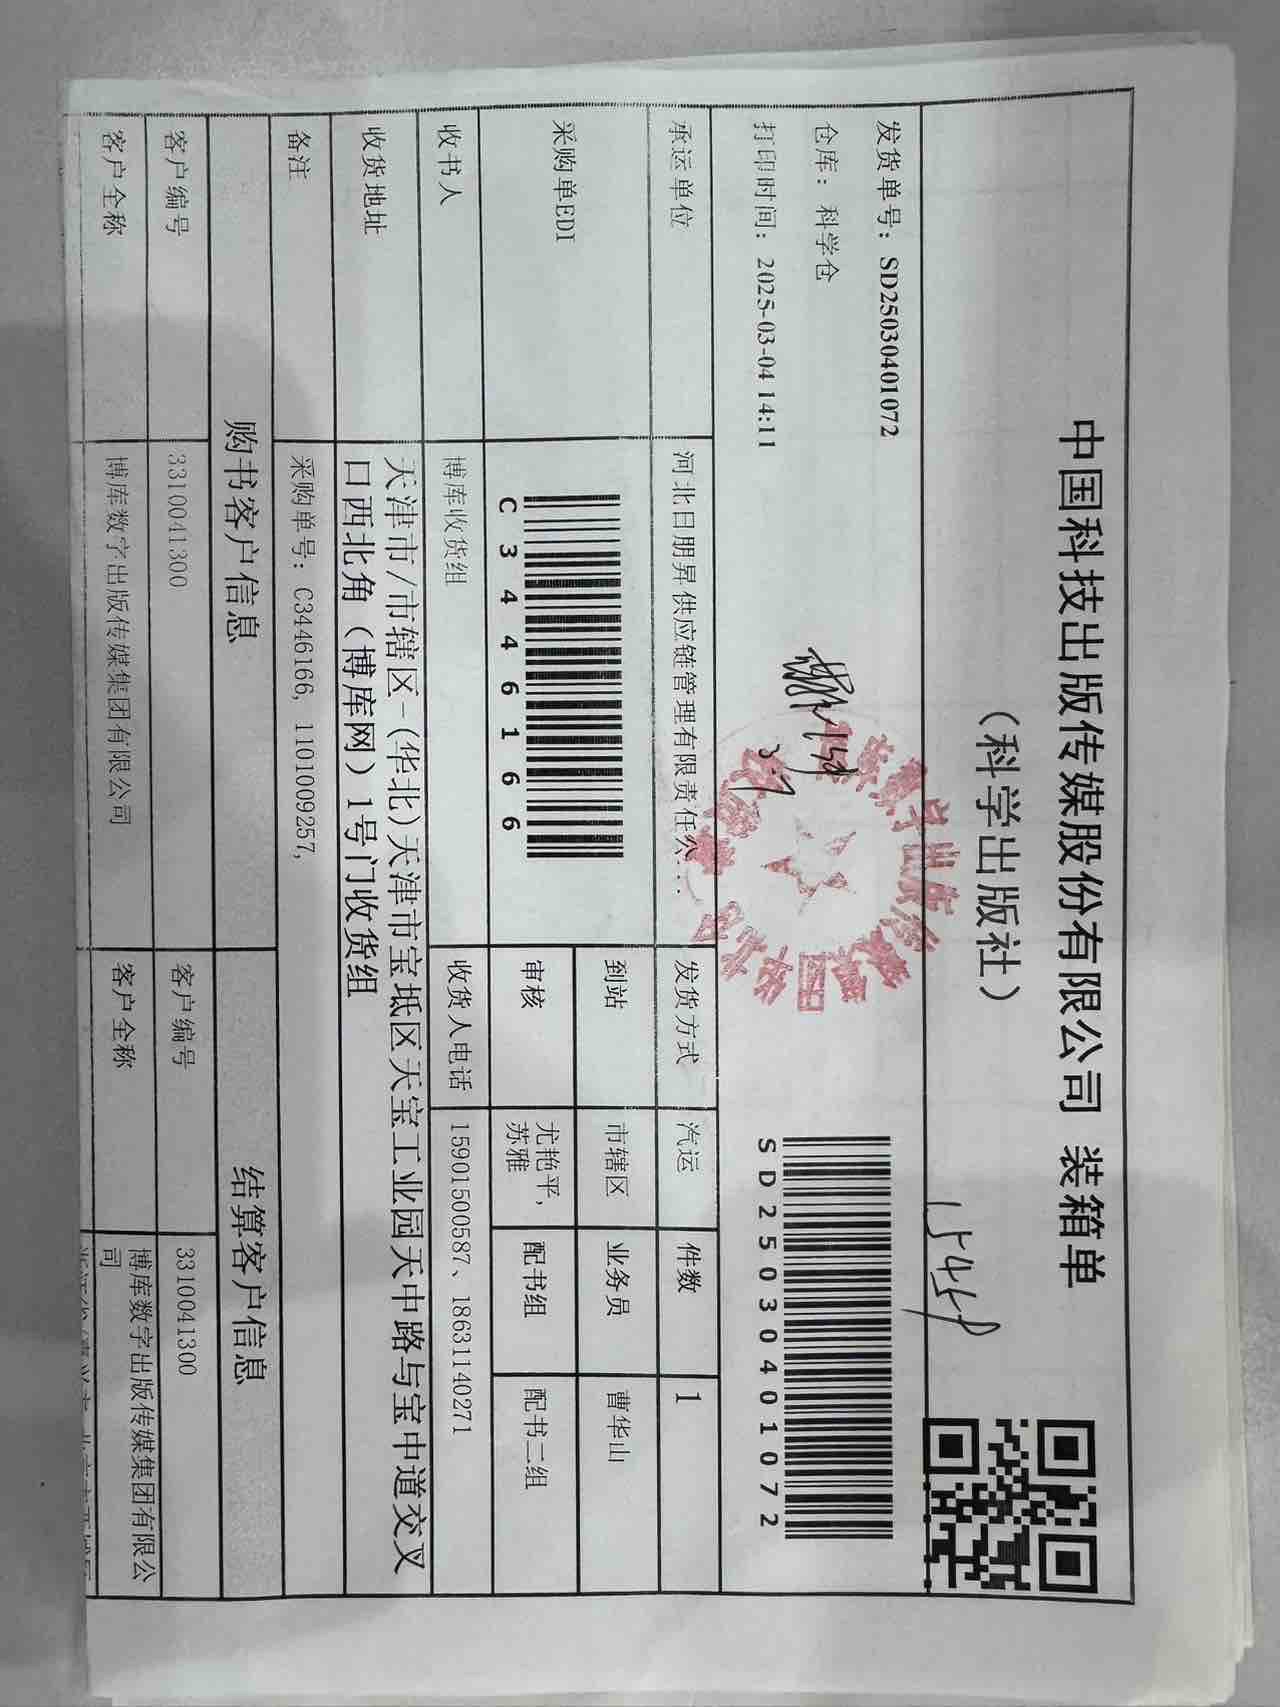 中国科技出版传媒股份有限公司 装箱单
（科学出版社）
发货单号：SD250304010​72
仓库：科学仓
打印时间：2025-03-04 14:11
3.7
SD25030401072
承运单位 河北日朋昇供应链管理有限责任公... 发货方式 汽运 件数 1
采购单EDI C3446166 到站 市辖区 业务员 曹华山
审核 尤艳平,苏雅 配书组 配书二组
收书人 博库收货组 收货人电话 15901500587、18631140271
收货地址 天津市/市辖区-(华北)天津市宝坻区天宝工业园天中路与宝中道交叉
口西北角（博库网）1号门收货组
备注 采购单号：C3446166, 1101009257,
购书客户信息 结算客户信息
客户编号 3310041300 客户编号 3310041300
客户全称 博库数字出版传媒集团有限公司 客户全称 博库数字出版传媒集团有限公
司